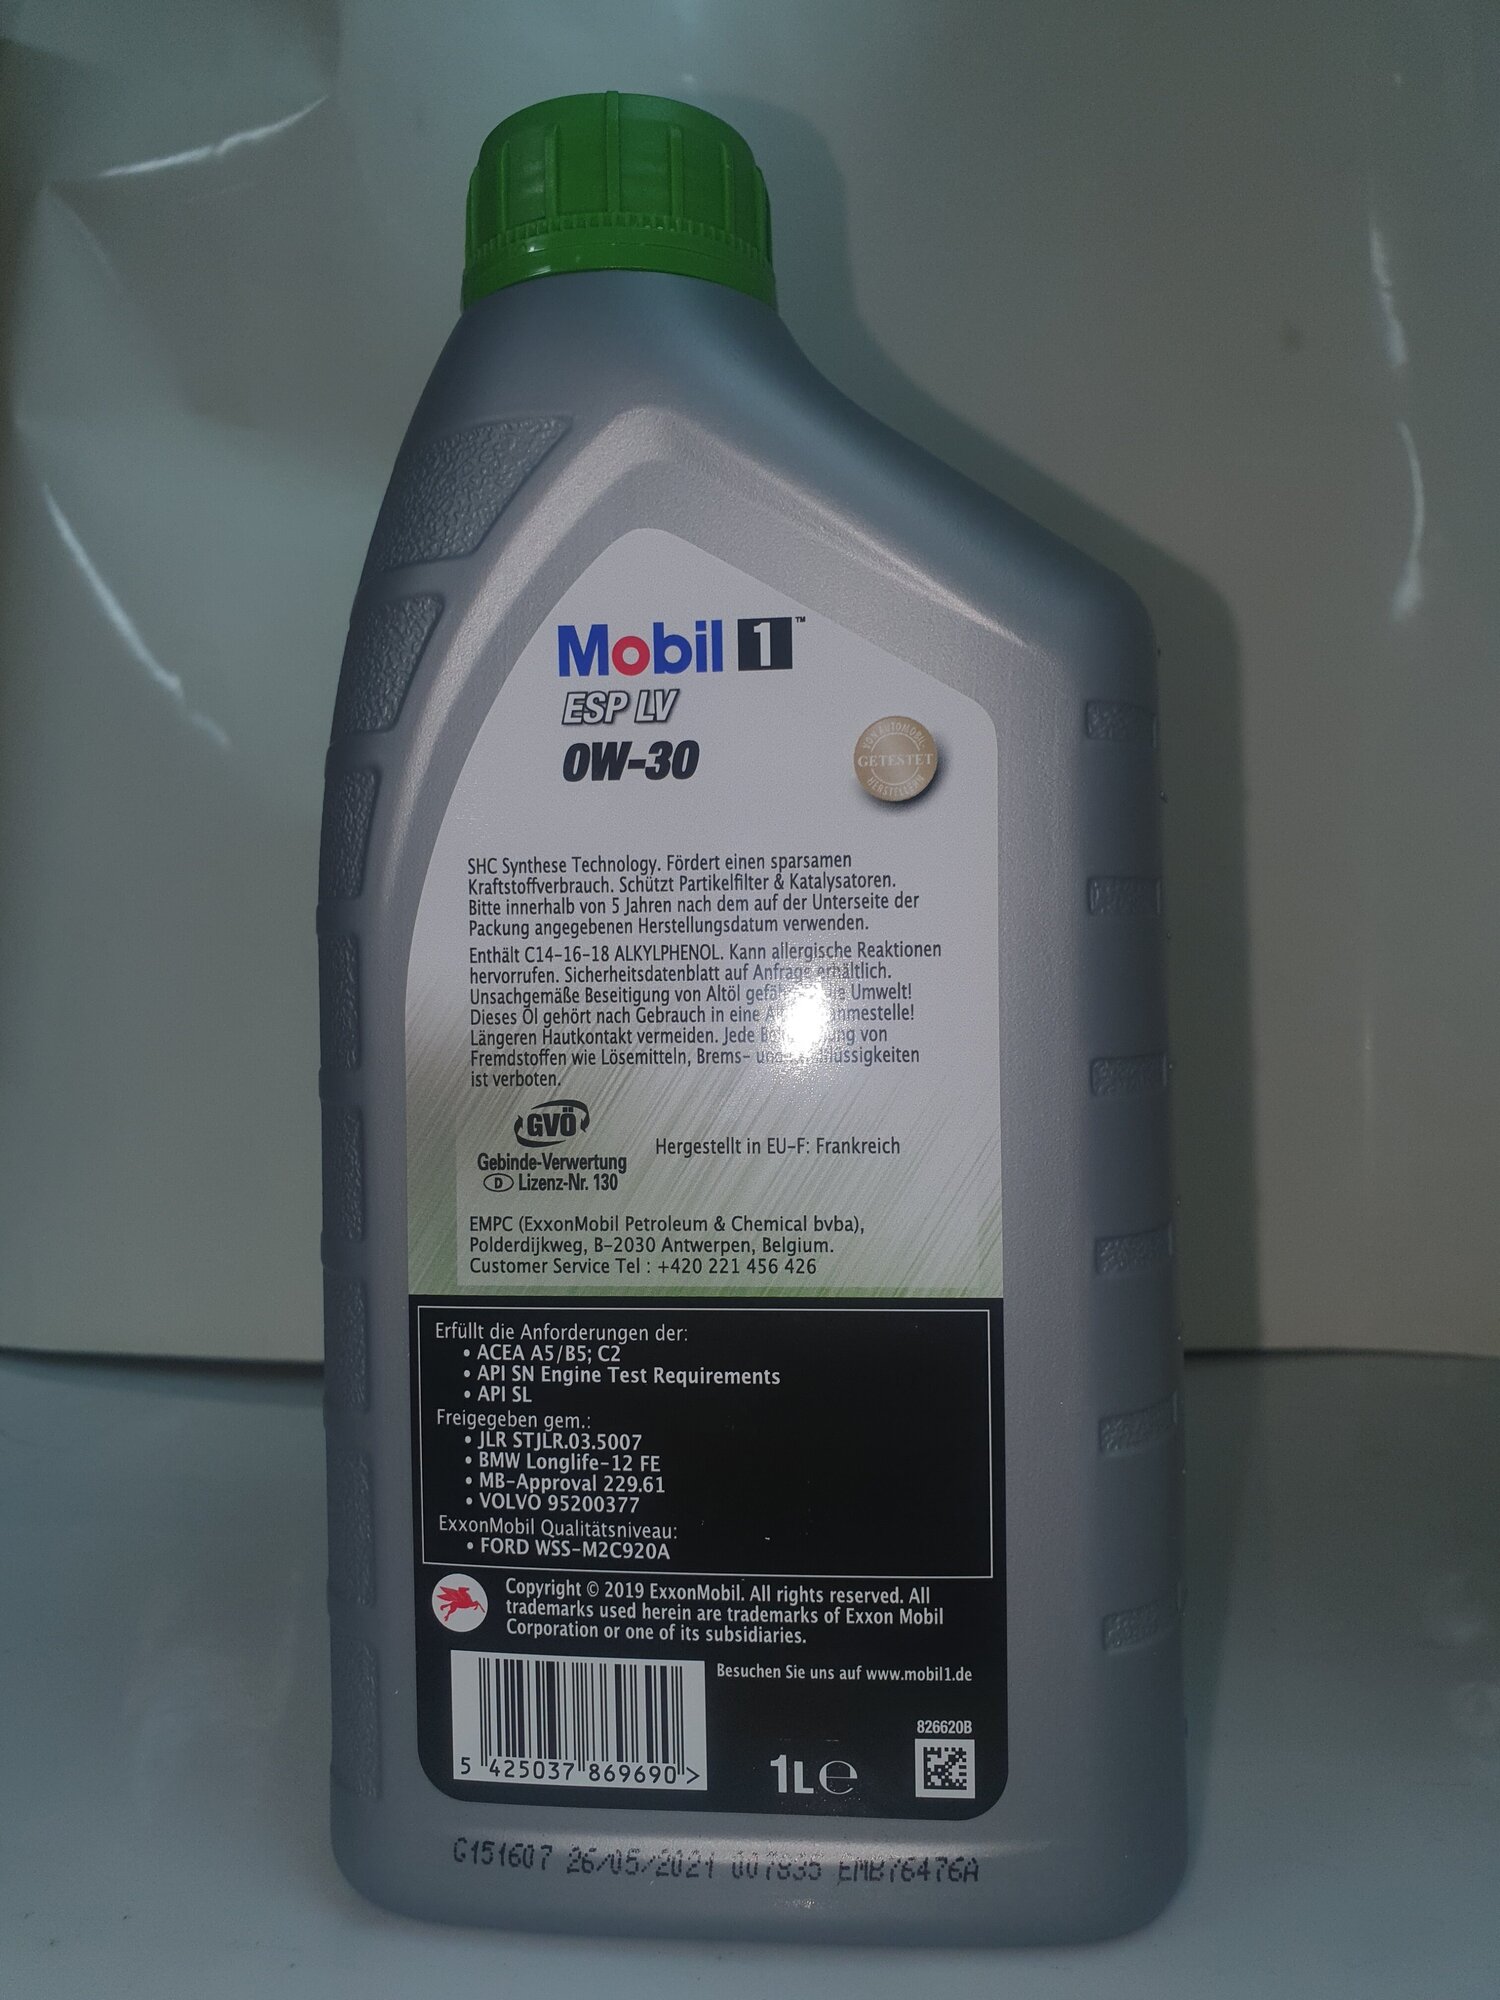 Mobil 1™
ESP LV
0W-30
VON AUTOMOBIL-
GETESTET
HERSTELLERN
SHC Synthese Technology. Fördert einen sparsamen
Kraftstoffverbrauch. Schützt Partikelfilter & Katalysatoren.
Bitte innerhalb von 5 Jahren nach dem auf der Unterseite der
Packung angegebenen Herstellungsdatum verwenden.
Enthält C14-16-18 ALKYLPHENOL. Kann allergische Reaktionen
hervorrufen. Sicherheitsdatenblatt auf Anfrage erhältlich.
Unsachgemäße Beseitigung von Altöl Umwelt!
Dieses Öl gehört nach Gebrauch in eine
Längeren Hautkontakt vermeiden. Jede von
Fremdstoffen wie Lösemitteln, Brems-
ist verboten.
GVÖ
Gebinde-Verwertung
D Lizenz-Nr. 130
Hergestellt in EU-F: Frankreich
EMPC (ExxonMobil Petroleum & Chemical bvba),
Polderdijkweg, B-2030 Antwerpen, Belgium.
Customer Service Tel : +420 221 456 426
Erfüllt die Anforderungen der:
• ACEA A5/B5; C2
• API SN Engine Test Requirements
• API SL
Freigegeben gem.:
• JLR STJLR.03.5007
• BMW Longlife-12 FE
• MB-Approval 229.61
• VOLVO 95200377
ExxonMobil Qualitätsniveau:
• FORD WSS-M2C920A
Copyright © 2019 ExxonMobil. All rights reserved. All
trademarks used herein are trademarks of Exxon Mobil
Corporation or one of its subsidiaries.
Besuchen Sie uns auf www.mobil1.de
826620B
5 425037 869690 >
1L ℮
G151607 26/05/2021 007835 EMB76476A